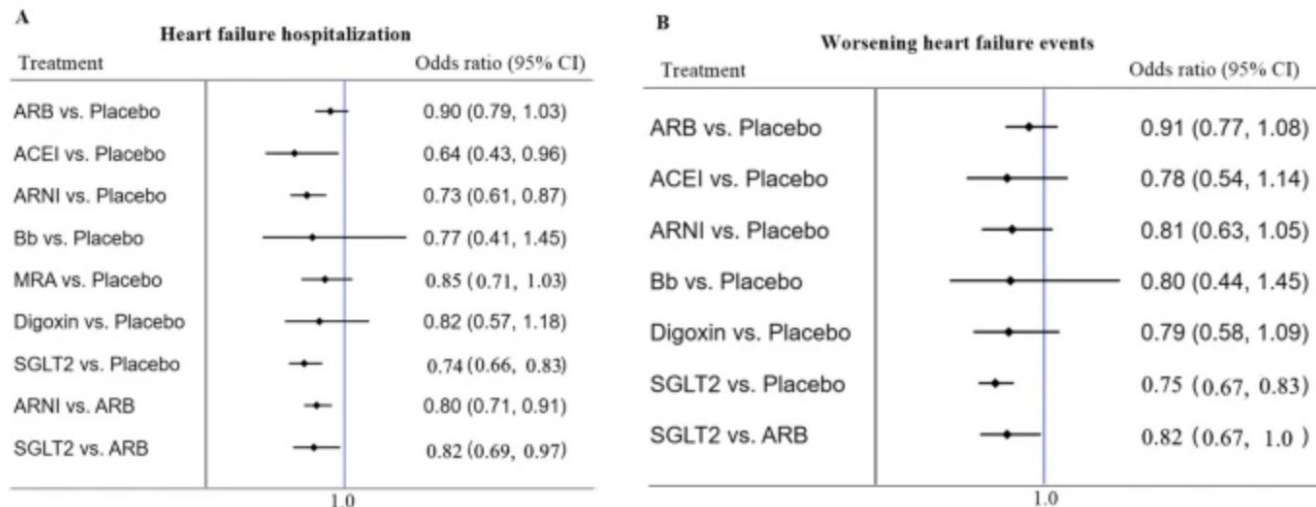 A
Heart failure hospitalization
Treatment Odds ratio (95% CI)
ARB vs. Placebo 0.90 (0.79, 1.03)
ACEI vs. Placebo 0.64 (0.43, 0.96)
ARNI vs. Placebo 0.73 (0.61, 0.87)
Bb vs. Placebo 0.77 (0.41, 1.45)
MRA vs. Placebo 0.85 (0.71, 1.03)
Digoxin vs. Placebo 0.82 (0.57, 1.18)
SGLT2 vs. Placebo 0.74 (0.66, 0.83)
ARNI vs. ARB 0.80 (0.71, 0.91)
SGLT2 vs. ARB 0.82 (0.69, 0.97)
1.0
B
Worsening heart failure events
Treatment Odds ratio (95% CI)
ARB vs. Placebo 0.91 (0.77, 1.08)
ACEI vs. Placebo 0.78 (0.54, 1.14)
ARNI vs. Placebo 0.81 (0.63, 1.05)
Bb vs. Placebo 0.80 (0.44, 1.45)
Digoxin vs. Placebo 0.79 (0.58, 1.09)
SGLT2 vs. Placebo 0.75 (0.67, 0.83)
SGLT2 vs. ARB 0.82 (0.67, 1.0 )
1.0